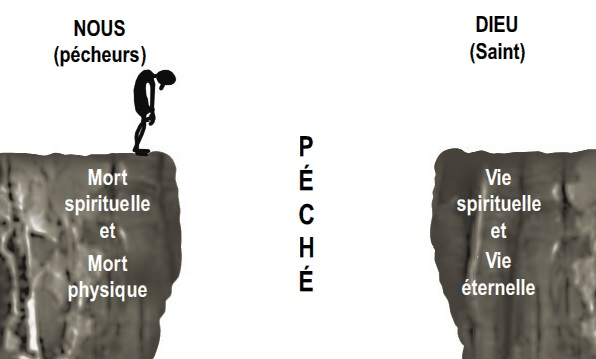 NOUS
(pécheurs)
Mort
spirituelle
et
Mort
physique
P
É
C
H
É
DIEU
(Saint)
Vie
spirituelle
et
Vie
éternelle